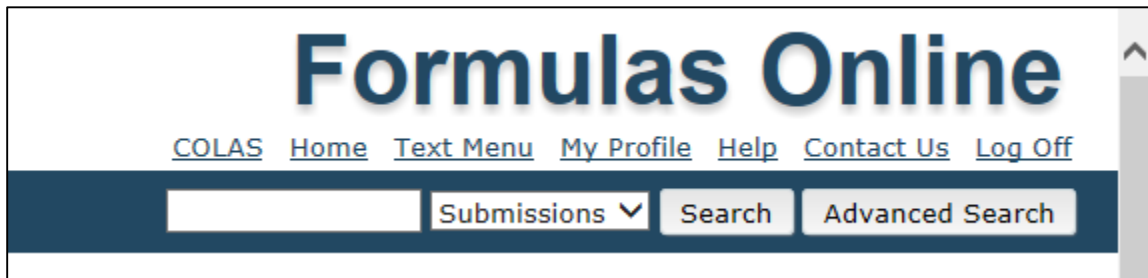 Formulas Online
COLAS Home Text Menu My Profile Help Contact Us Log Off
Submissions Search Advanced Search